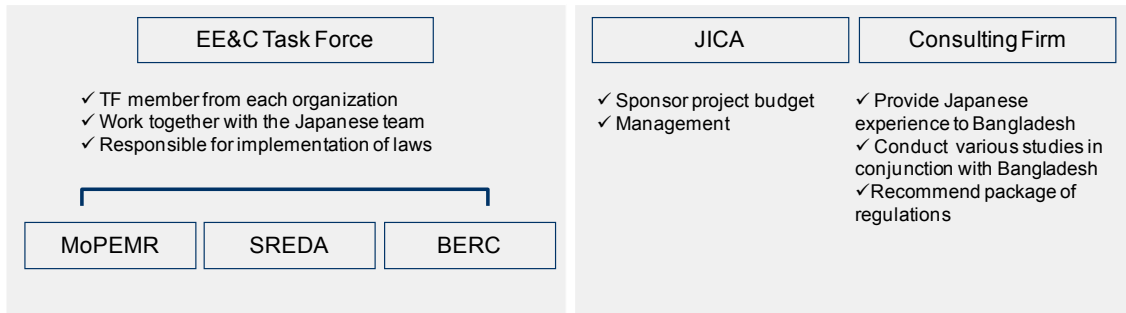 EE&C Task Force
✓ TF member from each organization
✓ Work together with the Japanese team
✓ Responsible for implementation of laws
MoPEMR
SREDA
BERC
JICA
✓ Sponsor project budget
✓ Management
Consulting Firm
✓ Provide Japanese
experience to Bangladesh
✓ Conduct various studies in
conjunction with Bangladesh
✓Recommend package of
regulations